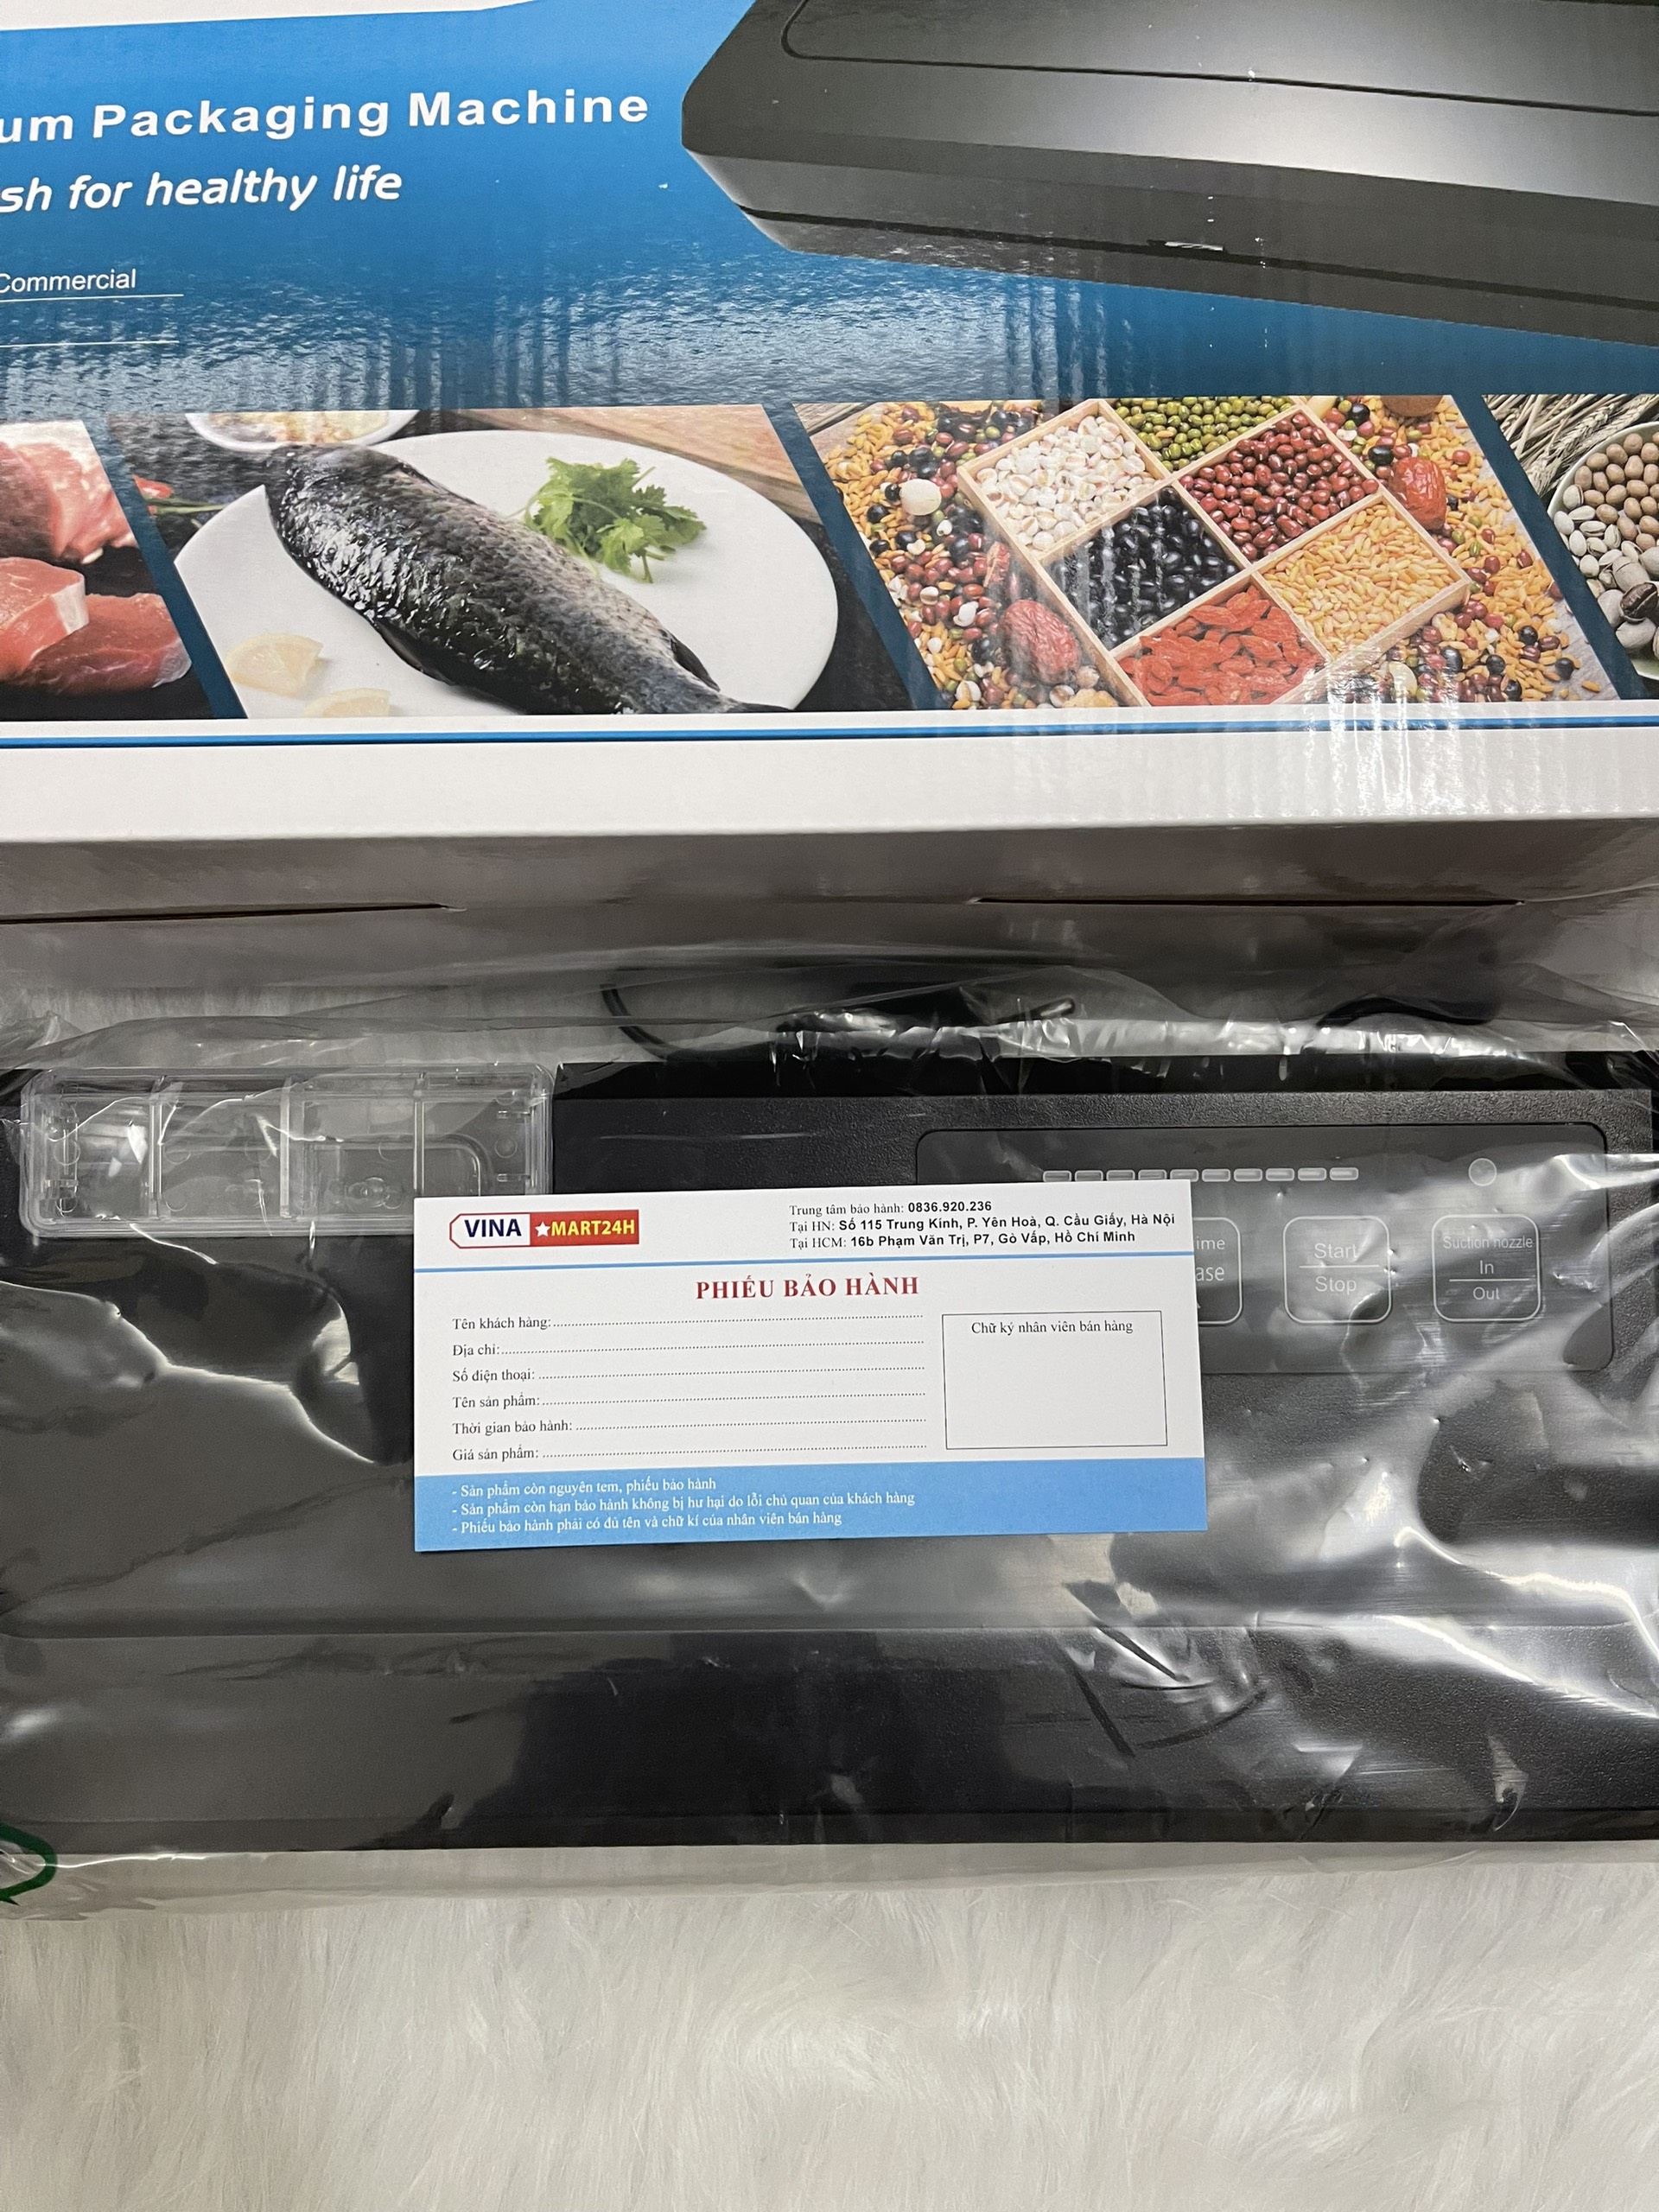 um Packaging Machine
sh for healthy life
Commercial
VINA MART24H
Trung tâm bảo hành: 0836.920.236
Tại HN: Số 115 Trung Kính, P. Yên Hoà, Q. Cầu Giấy, Hà Nội
Tại HCM: 16b Phạm Văn Trị, P7, Gò Vấp, Hồ Chí Minh
PHIẾU BẢO HÀNH
Tên khách hàng:
Địa chỉ:
Số điện thoại:
Tên sản phẩm:
Thời gian bảo hành:
Giá sản phẩm:
Chữ ký nhân viên bán hàng
- Sản phẩm còn nguyên tem, phiếu bảo hành
- Sản phẩm còn hạn bảo hành không bị hư hại do lỗi chủ quan của khách hàng
- Phiếu bảo hành phải có đủ tên và chữ kí của nhân viên bán hàng
ime
ase
Start
Stop
Suction nozzle
In
Out